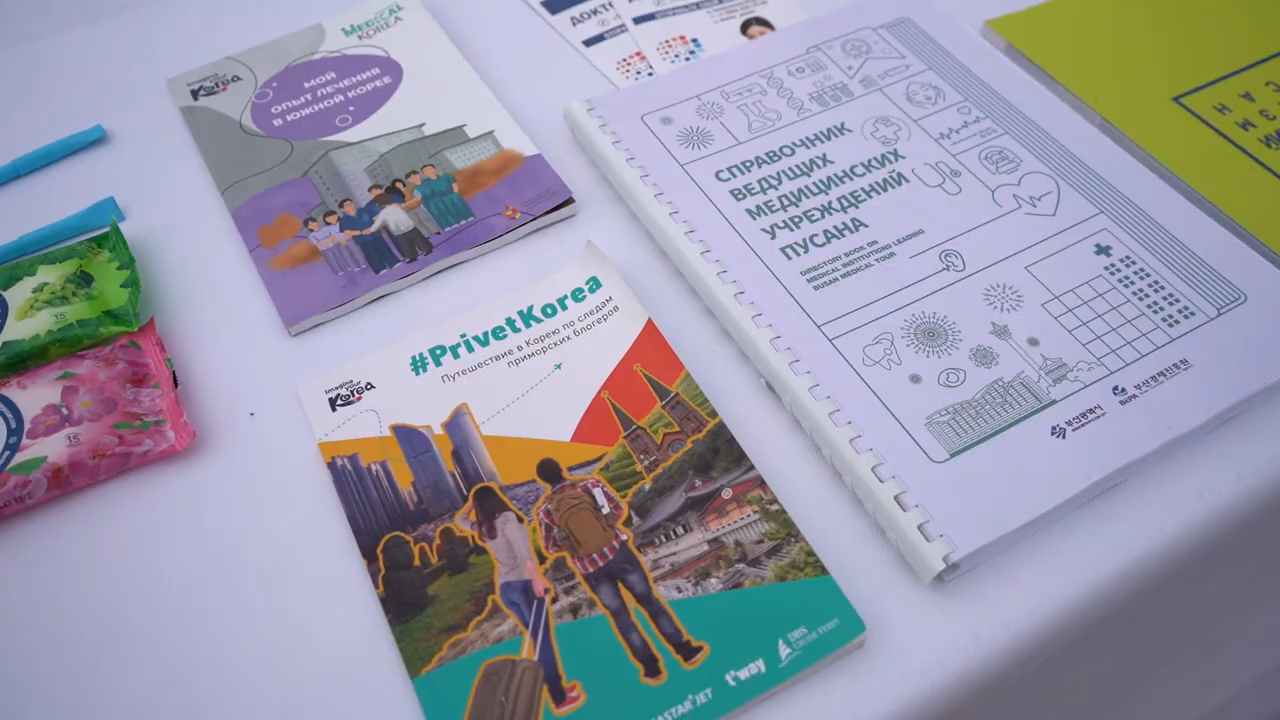 MEDICAL
KOREA
Imagine
your
Korea
МОЙ
ОПЫТ ЛЕЧЕНИЯ
В ЮЖНОЙ КОРЕЕ
#PrivetKorea
Путешествие в Корею по следам
приморских блогеров
Imagine
your
Korea
t'way
DBS
CRUISE FERRY
СПРАВОЧНИК
ВЕДУЩИХ
МЕДИЦИНСКИХ
УЧРЕЖДЕНИЙ
ПУСАНА
DIRECTORY BOOK ON
MEDICAL INSTITUTIONS LEADING
BUSAN MEDICAL TOUR
부산광역시
BEPA 부산경제진흥원
15
15